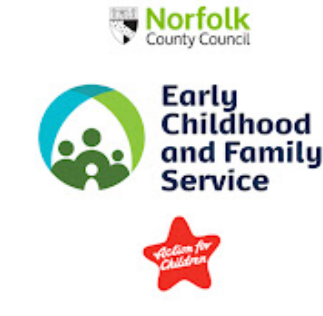 Norfolk
County Council
Early
Childhood
and Family
Service
Action for
Children